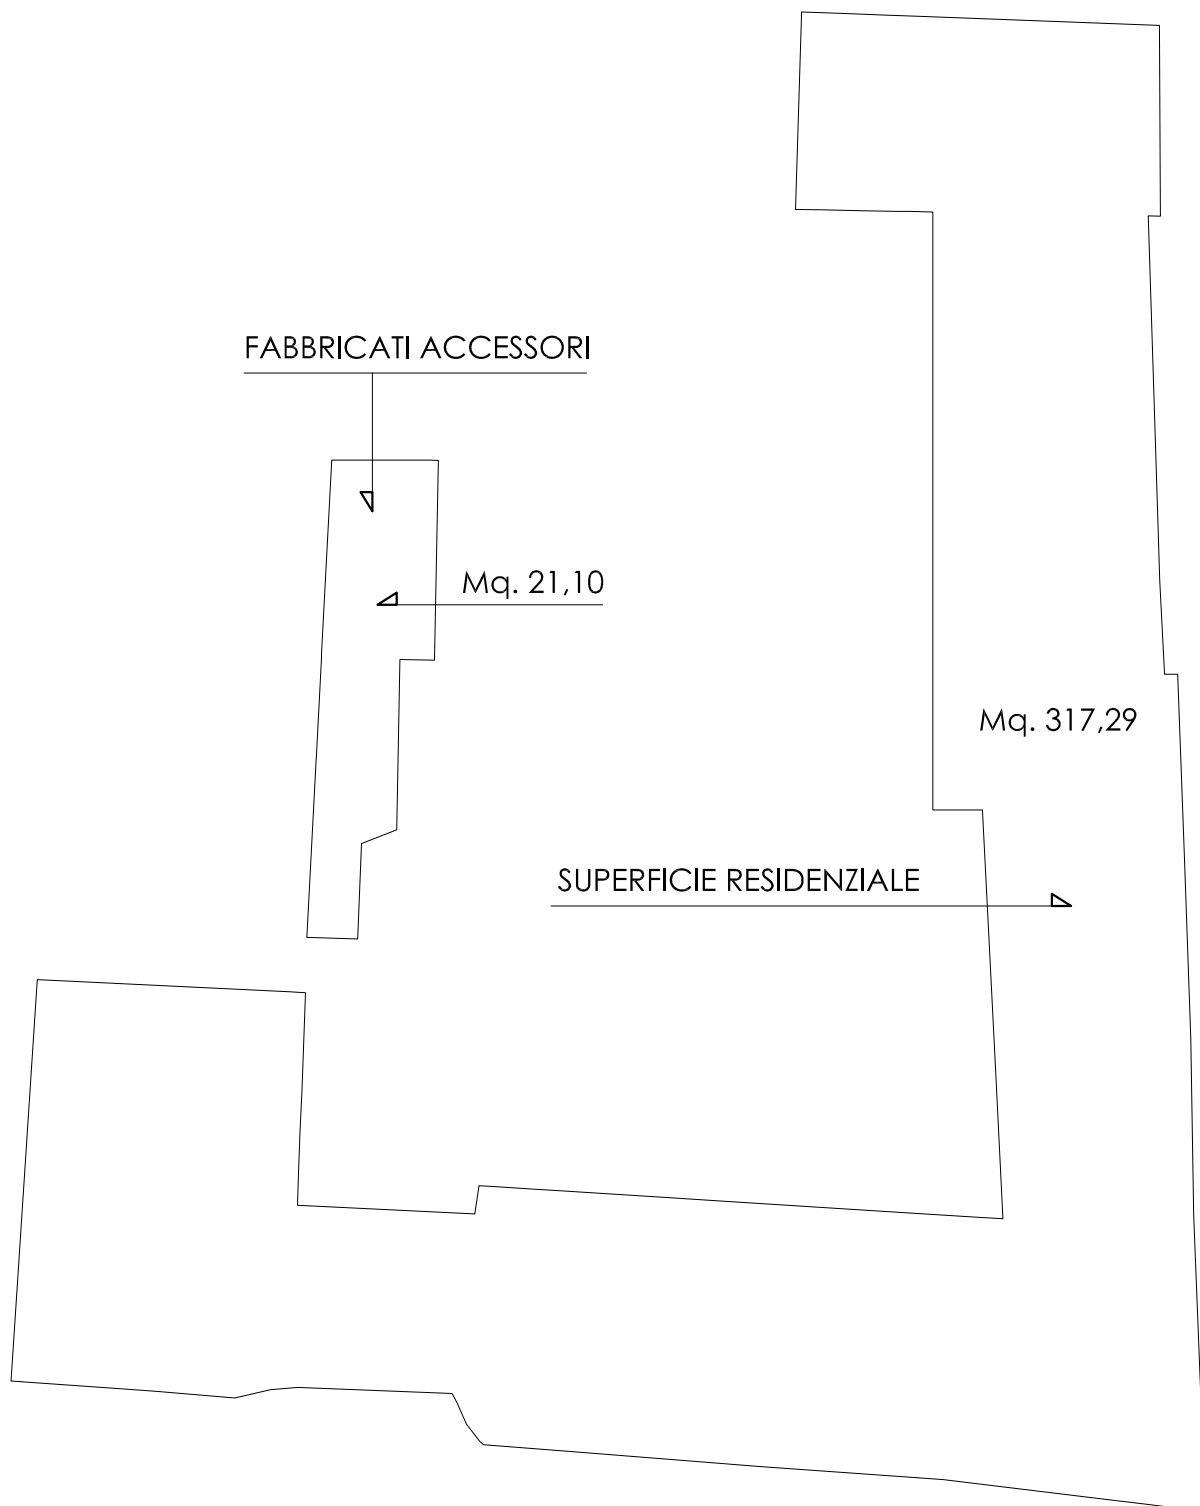 FABBRICATI ACCESSORI
Mq. 21,10
Mq. 317,29
SUPERFICIE RESIDENZIALE